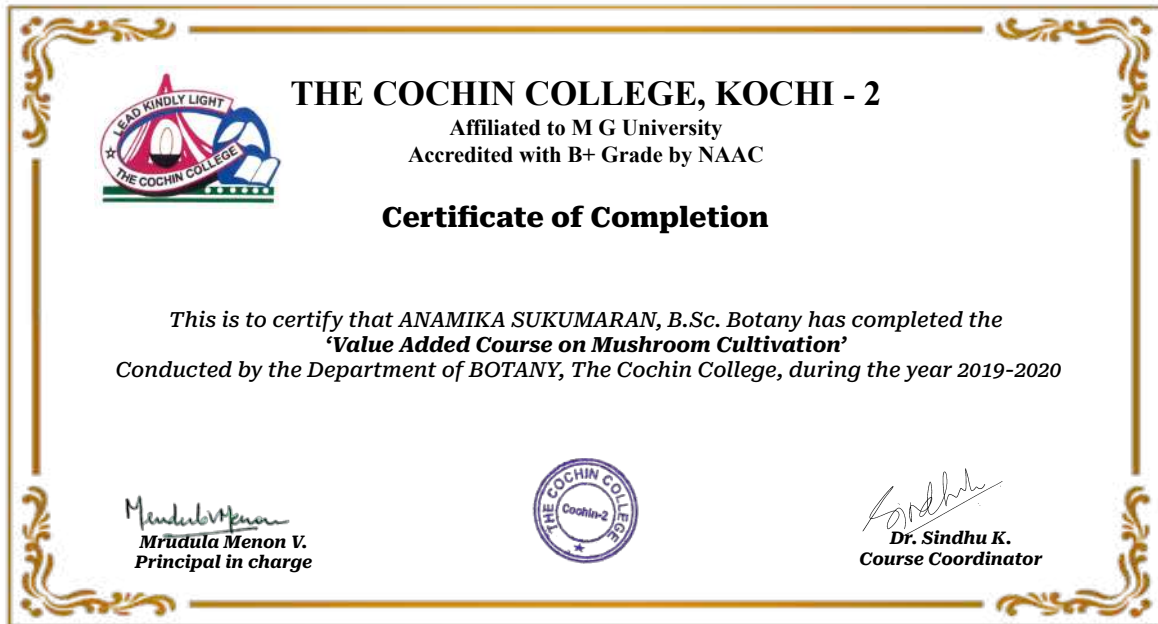 LEAD KINDLY LIGHT
THE COCHIN COLLEGE
THE COCHIN COLLEGE, KOCHI - 2
Affiliated to M G University
Accredited with B+ Grade by NAAC
Certificate of Completion
This is to certify that ANAMIKA SUKUMARAN, B.Sc. Botany has completed the
‘Value Added Course on Mushroom Cultivation’
Conducted by the Department of BOTANY, The Cochin College, during the year 2019-2020
Mrudula Menon V.
Principal in charge
THE COCHIN COLLEGE
Cochin-2
Sindhu
Dr. Sindhu K.
Course Coordinator